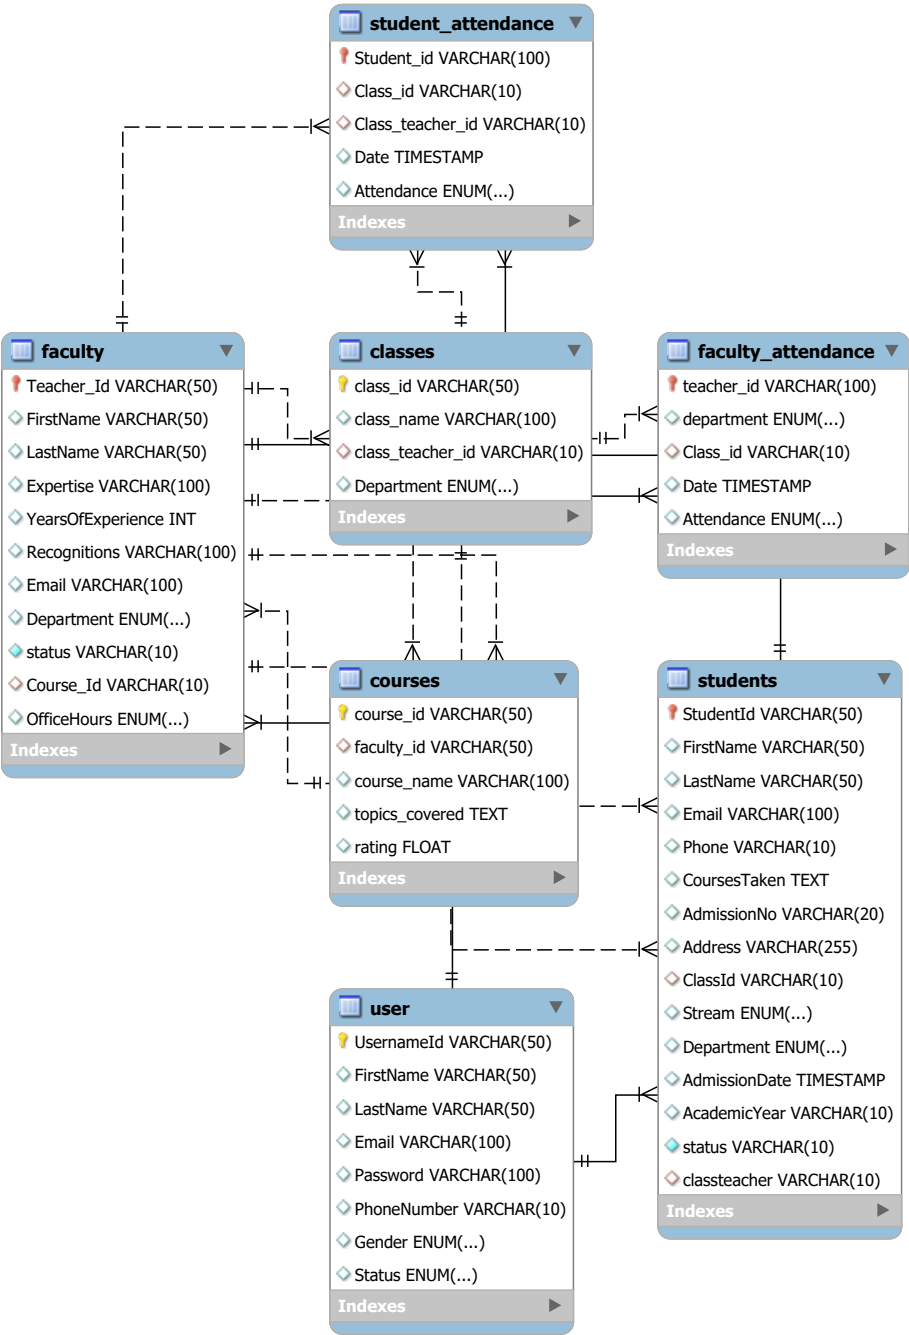 student_attendance
Student_id VARCHAR(100)
Class_id VARCHAR(10)
Class_teacher_id VARCHAR(10)
Date TIMESTAMP
Attendance ENUM(...)
Indexes
faculty
Teacher_Id VARCHAR(50)
FirstName VARCHAR(50)
LastName VARCHAR(50)
Expertise VARCHAR(100)
YearsOfExperience INT
Recognitions VARCHAR(100)
Email VARCHAR(100)
Department ENUM(...)
status VARCHAR(10)
Course_Id VARCHAR(10)
OfficeHours ENUM(...)
Indexes
classes
class_id VARCHAR(50)
class_name VARCHAR(100)
class_teacher_id VARCHAR(10)
Department ENUM(...)
Indexes
faculty_attendance
teacher_id VARCHAR(100)
department ENUM(...)
Class_id VARCHAR(10)
Date TIMESTAMP
Attendance ENUM(...)
Indexes
courses
course_id VARCHAR(50)
faculty_id VARCHAR(50)
course_name VARCHAR(100)
topics_covered TEXT
rating FLOAT
Indexes
students
StudentId VARCHAR(50)
FirstName VARCHAR(50)
LastName VARCHAR(50)
Email VARCHAR(100)
Phone VARCHAR(10)
CoursesTaken TEXT
AdmissionNo VARCHAR(20)
Address VARCHAR(255)
ClassId VARCHAR(10)
Stream ENUM(...)
Department ENUM(...)
AdmissionDate TIMESTAMP
AcademicYear VARCHAR(10)
status VARCHAR(10)
classteacher VARCHAR(10)
Indexes
user
UsernameId VARCHAR(50)
FirstName VARCHAR(50)
LastName VARCHAR(50)
Email VARCHAR(100)
Password VARCHAR(100)
PhoneNumber VARCHAR(10)
Gender ENUM(...)
Status ENUM(...)
Indexes